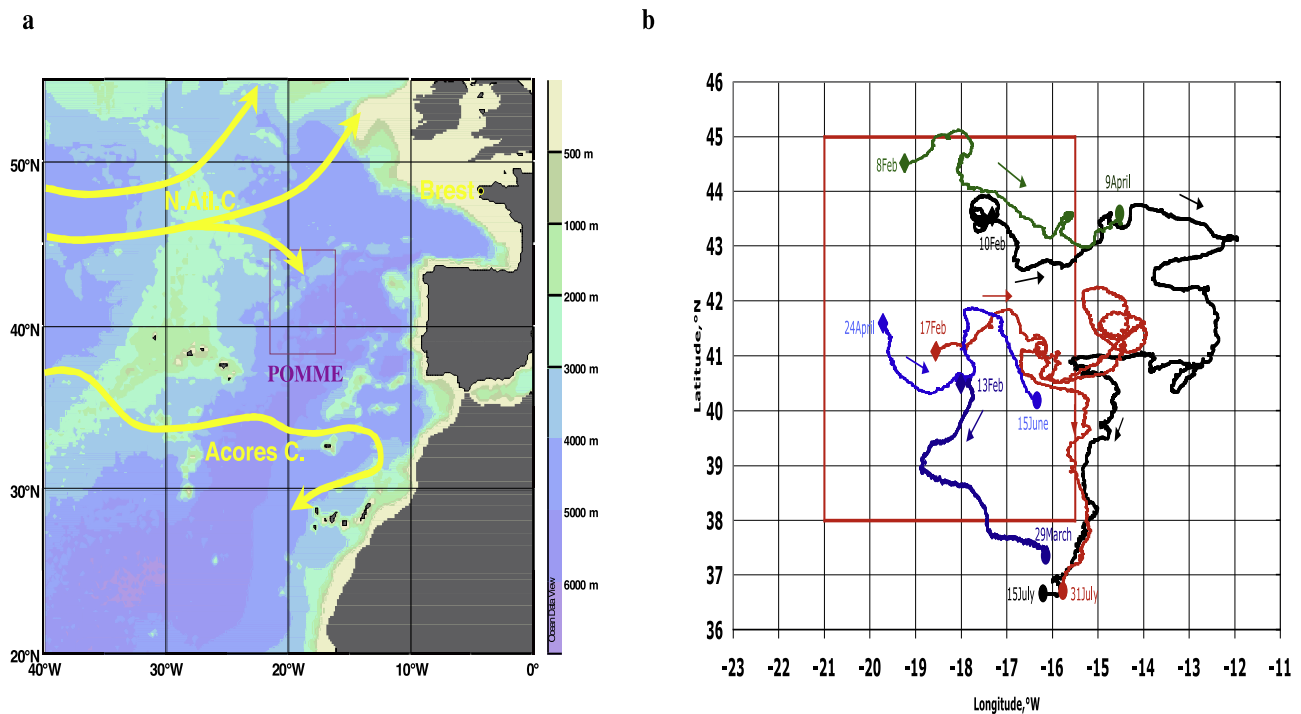 a
50°N
40°N
30°N
20°N
40°W
30°W
20°W
10°W
0°
N.Atl.C
Brest
POMME
Acores C.
500 m
1000 m
2000 m
3000 m
4000 m
5000 m
6000 m
Ocean Data View
b
46
45
44
43
42
41
40
39
38
37
36
Latitude,°N
8Feb
9April
10Feb
24April
17Feb
13Feb
15June
29March
15July
31July
-23
-22
-21
-20
-19
-18
-17
-16
-15
-14
-13
-12
-11
Longitude,°W